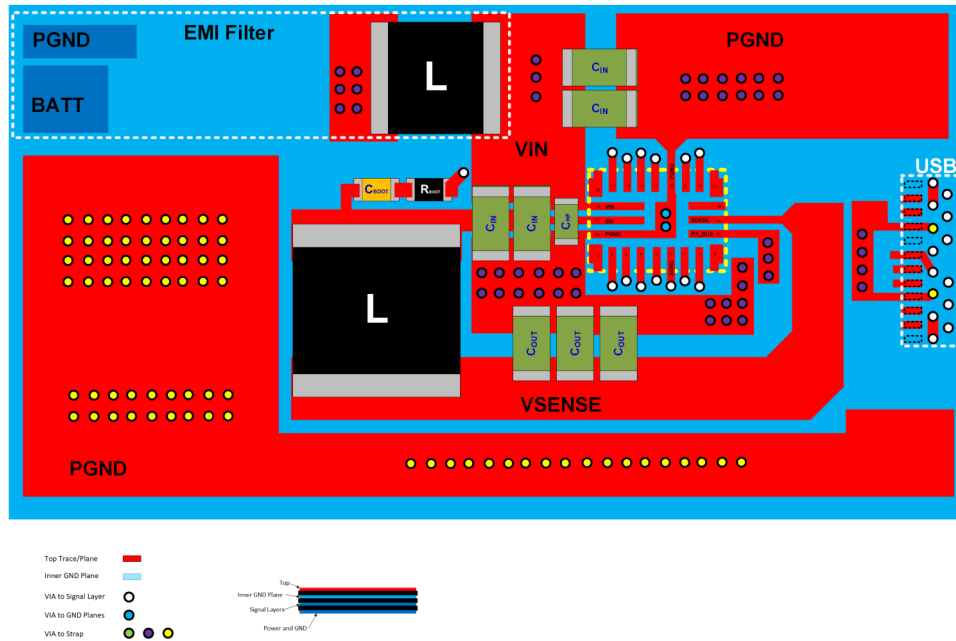 PGND
EMI Filter
PGND
BATT
L
CIN
CIN
VIN
USB
CBOOT
RBOOT
CIN
CIN
CHF
VIN
SW
PGND
SENSE
PA_BUS
L
COUT
COUT
COUT
VSENSE
PGND
Top Trace/Plane
Inner GND Plane
VIA to Signal Layer
VIA to GND Planes
VIA to Strap
Top
Inner GND Plane
Signal Layers
Power and GND